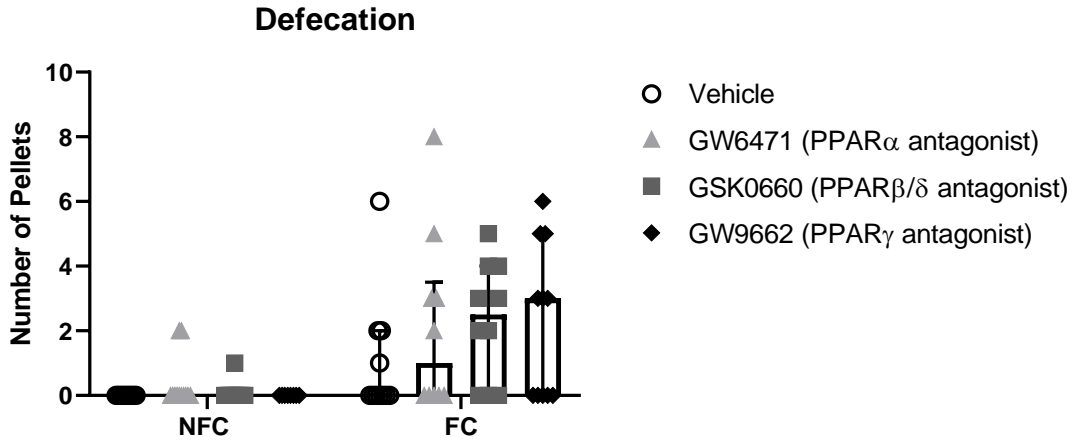 Defecation
Number of Pellets
10
8
6
4
2
0
NFC
FC
Vehicle
GW6471 (PPARα antagonist)
GSK0660 (PPARβ/δ antagonist)
GW9662 (PPARγ antagonist)